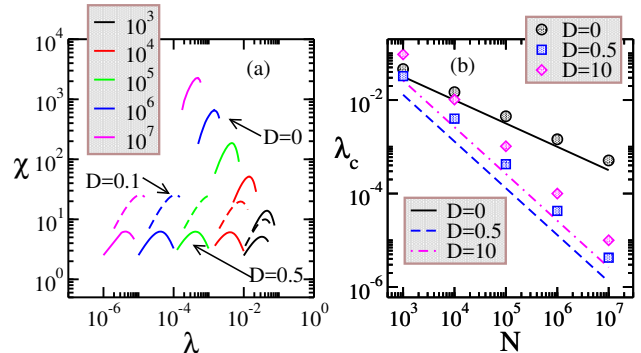 10^3
10^4
10^5
10^6
10^7
(a)
D=0
D=0.1
D=0.5
χ
10^4
10^3
10^2
10^1
10^0
10^-6 10^-4 10^-2 10^0
λ
(b)
D=0
D=0.5
D=10
λ_c
10^-2
10^-4
10^-6
D=0
D=0.5
D=10
10^3 10^4 10^5 10^6 10^7
N